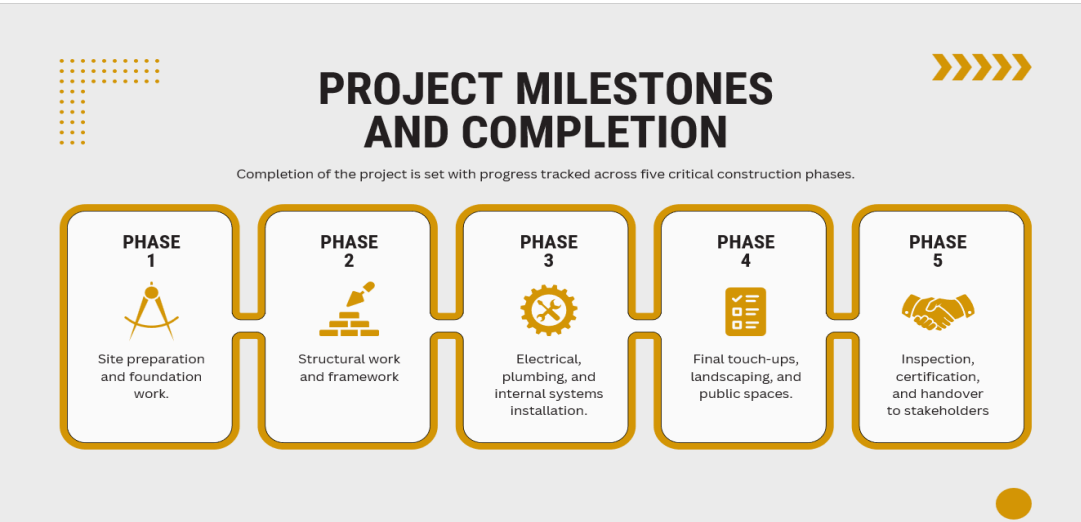 PROJECT MILESTONES
AND COMPLETION
Completion of the project is set with progress tracked across five critical construction phases.
PHASE
1
Site preparation
and foundation
work.
PHASE
2
Structural work
and framework
PHASE
3
Electrical,
plumbing, and
internal systems
installation.
PHASE
4
Final touch-ups,
landscaping, and
public spaces.
PHASE
5
Inspection,
certification,
and handover
to stakeholders